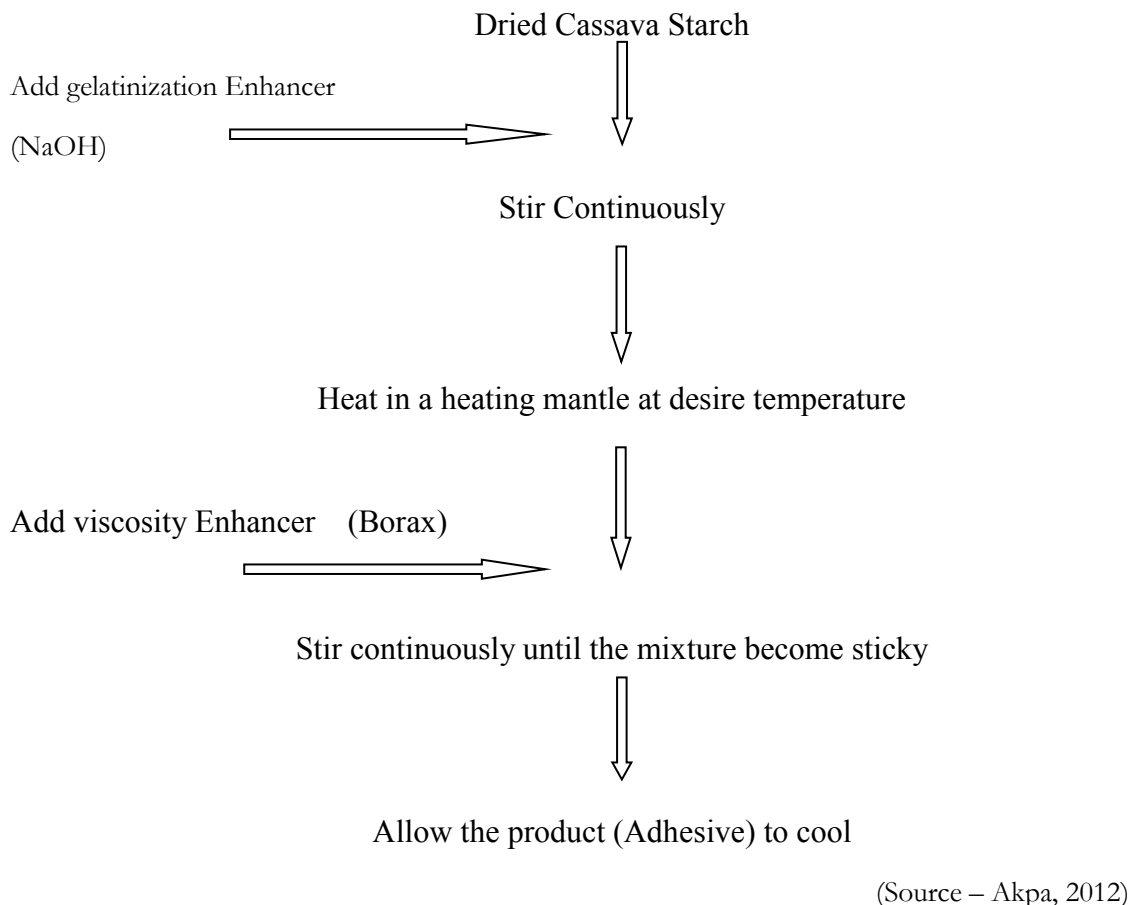 Dried Cassava Starch
Add gelatinization Enhancer
(NaOH)
Stir Continuously
Heat in a heating mantle at desire temperature
Add viscosity Enhancer (Borax)
Stir continuously until the mixture become sticky
Allow the product (Adhesive) to cool
(Source – Akpa, 2012)